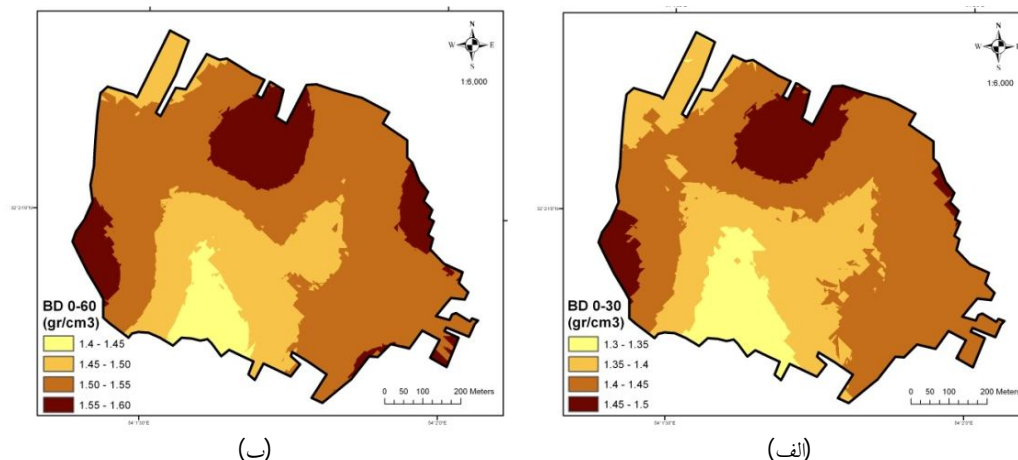 N
W E
S
1:6,000
BD 0-60
(gr/cm3)
1.4 - 1.45
1.45 - 1.50
1.50 - 1.55
1.55 - 1.60
0 50 100 200 Meters
(ب)
N
W E
S
1:6,000
BD 0-30
(gr/cm3)
1.3 - 1.35
1.35 - 1.4
1.4 - 1.45
1.45 - 1.5
0 50 100 200 Meters
(الف)